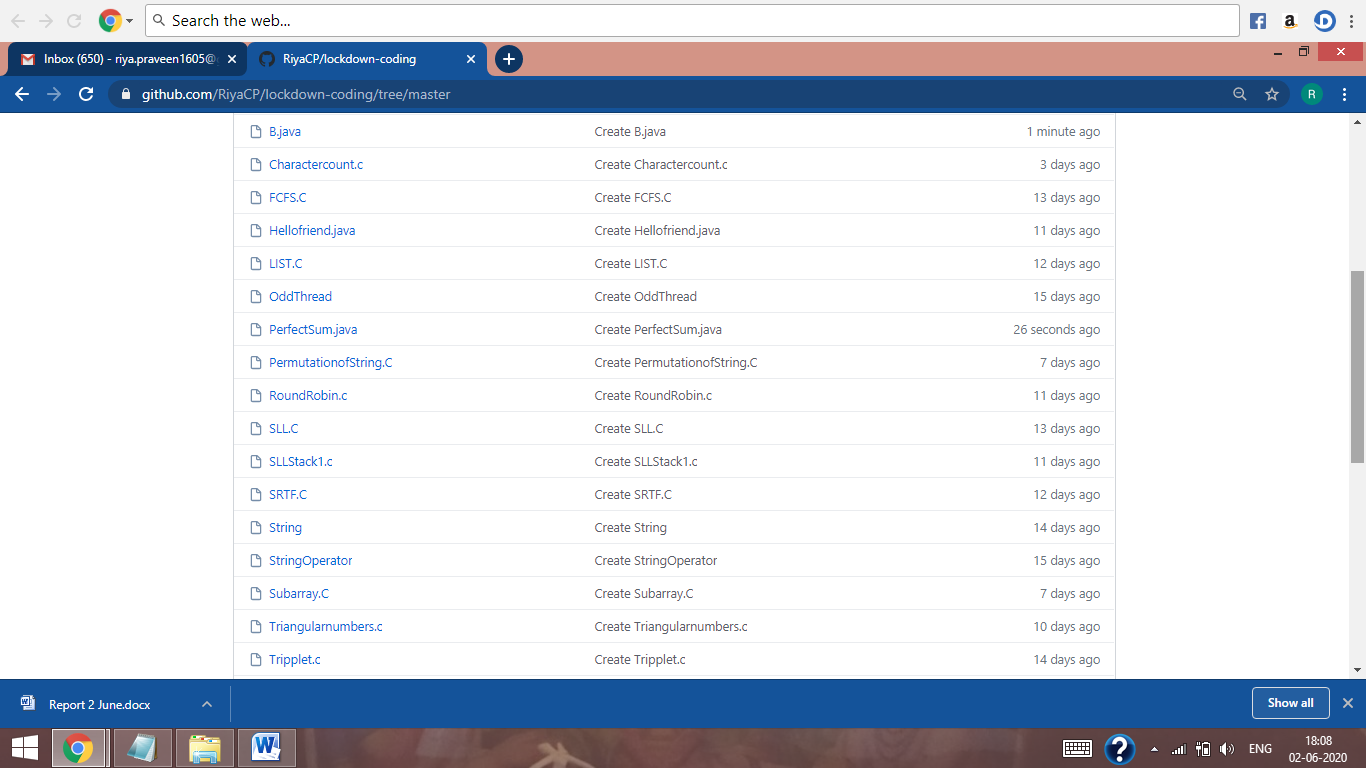 Search the web...
Inbox (650) - riya.praveen1605@
RiyaCP/lockdown-coding
github.com/RiyaCP/lockdown-coding/tree/master
R
B.java Create B.java 1 minute ago
Charactercount.c Create Charactercount.c 3 days ago
FCFS.C Create FCFS.C 13 days ago
Hellofriend.java Create Hellofriend.java 11 days ago
LIST.C Create LIST.C 12 days ago
OddThread Create OddThread 15 days ago
PerfectSum.java Create PerfectSum.java 26 seconds ago
PermutationofString.C Create PermutationofString.C 7 days ago
RoundRobin.c Create RoundRobin.c 11 days ago
SLL.C Create SLL.C 13 days ago
SLLStack1.c Create SLLStack1.c 11 days ago
SRTF.C Create SRTF.C 12 days ago
String Create String 14 days ago
StringOperator Create StringOperator 15 days ago
Subarray.C Create Subarray.C 7 days ago
Triangularnumbers.c Create Triangularnumbers.c 10 days ago
Tripplet.c Create Tripplet.c 14 days ago
Report 2 June.docx
Show all
ENG
18:08
02-06-2020